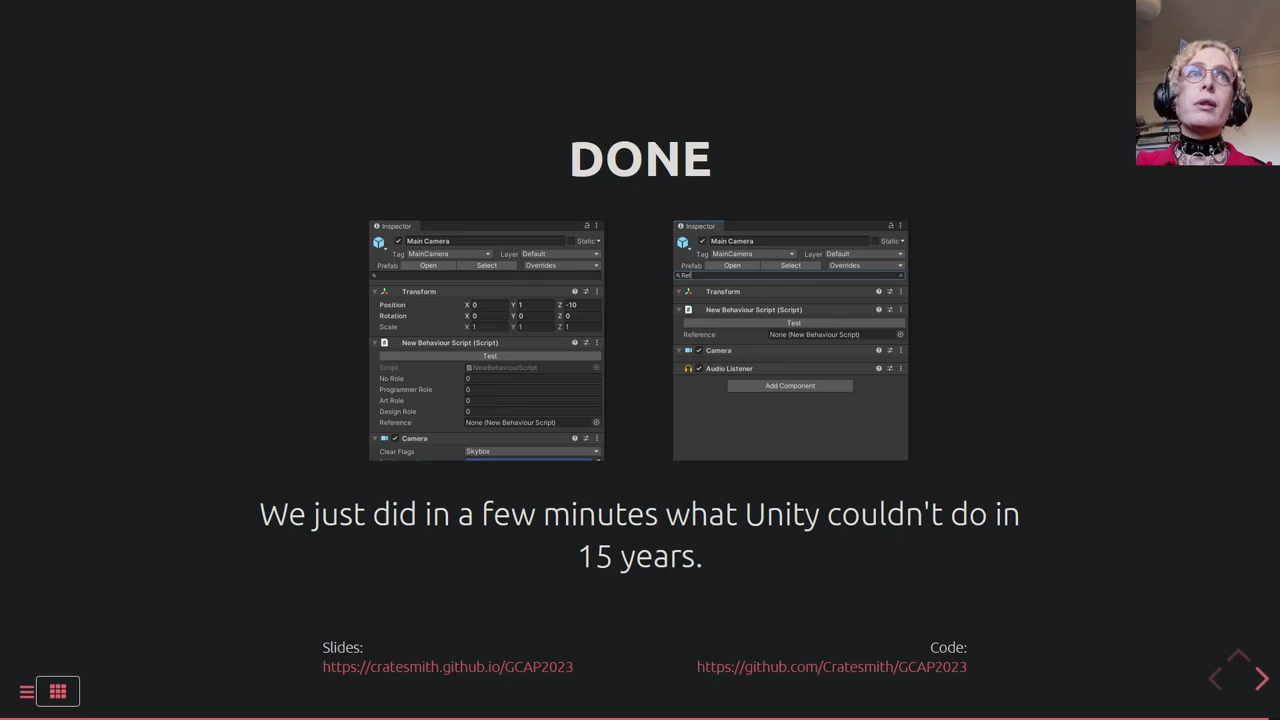 DONE
Inspector
Main Camera
Static
Tag MainCamera Layer Default
Prefab Open Select Overrides
Transform
Position X 0 Y 1 Z -10
Rotation X 0 Y 0 Z 0
Scale X 1 Y 1 Z 1
New Behaviour Script (Script)
Test
Script NewBehaviourScript
No Role 0
Programmer Role 0
Art Role 0
Design Role 0
Reference None (New Behaviour Script)
Camera
Clear Flags Skybox
Inspector
Main Camera
Static
Tag MainCamera Layer Default
Prefab Open Select Overrides
Ref
Transform
New Behaviour Script (Script)
Test
Reference None (New Behaviour Script)
Camera
Audio Listener
Add Component
We just did in a few minutes what Unity couldn't do in
15 years.
Slides:
https://cratesmith.github.io/GCAP2023
Code:
https://github.com/Cratesmith/GCAP2023